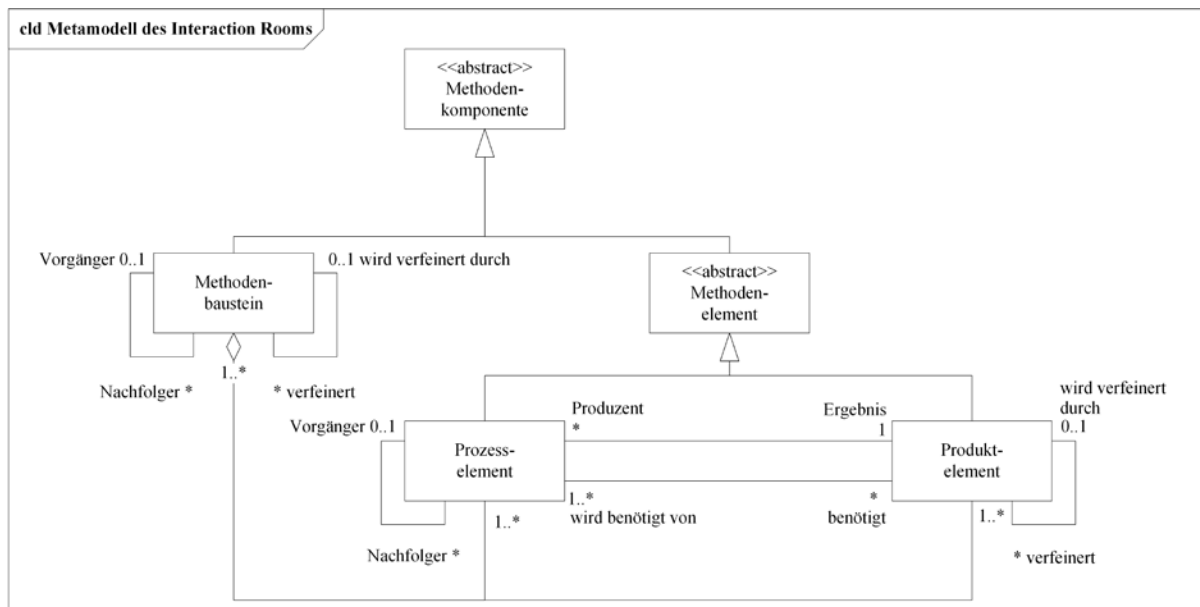 cld Metamodell des Interaction Rooms
<<abstract>>
Methoden-
komponente
Vorgänger 0..1
0..1 wird verfeinert durch
Methoden-
baustein
<<abstract>>
Methoden-
element
1..*
Nachfolger *
* verfeinert
Vorgänger 0..1
Produzent
*
Ergebnis
1
wird verfeinert
durch
0..1
Prozess-
element
Produkt-
element
1..*
wird benötigt von
*
benötigt
1..*
1..*
Nachfolger *
* verfeinert